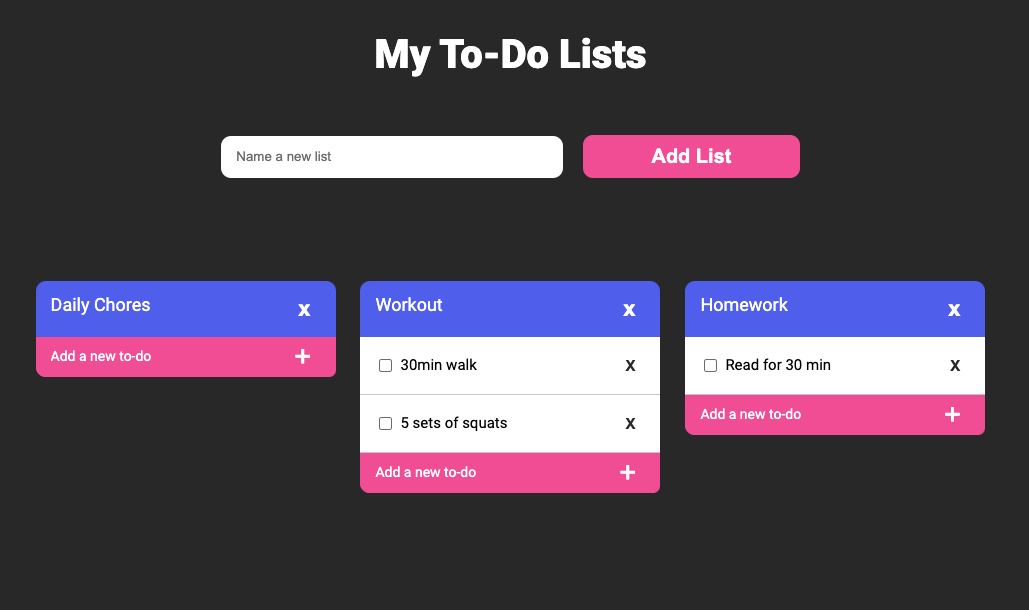 My To-Do Lists
Name a new list
Add List
Daily Chores x
Add a new to-do +
Workout x
30min walk x
5 sets of squats x
Add a new to-do +
Homework x
Read for 30 min x
Add a new to-do +